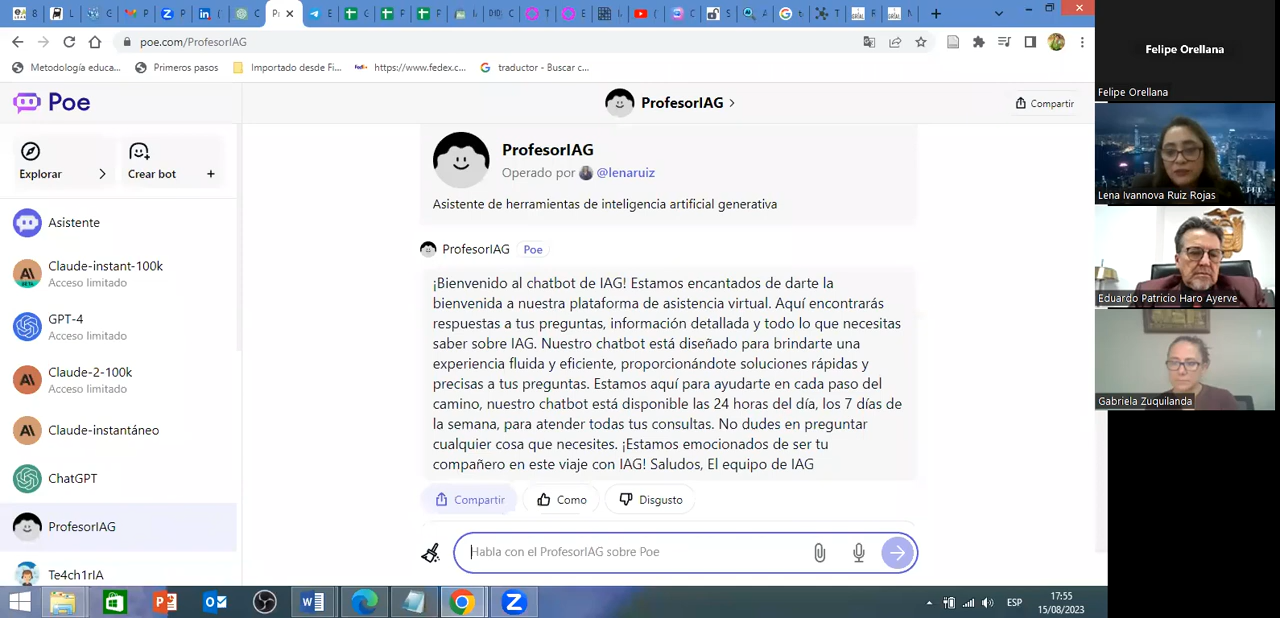 poe.com/ProfesorIAG
Metodología educa...
Primeros pasos
Importado desde Fi...
https://www.fedex.c...
traductor - Buscar c...
Poe
ProfesorIAG
Compartir
Explorar
Crear bot
Asistente
Claude-instant-100k
Acceso limitado
GPT-4
Acceso limitado
Claude-2-100k
Acceso limitado
Claude-instantáneo
ChatGPT
ProfesorIAG
Te4ch1rIA
ProfesorIAG
Operado por @lenaruiz
Asistente de herramientas de inteligencia artificial generativa
ProfesorIAG Poe
¡Bienvenido al chatbot de IAG! Estamos encantados de darte la
bienvenida a nuestra plataforma de asistencia virtual. Aquí encontrarás
respuestas a tus preguntas, información detallada y todo lo que necesitas
saber sobre IAG. Nuestro chatbot está diseñado para brindarte una
experiencia fluida y eficiente, proporcionándote soluciones rápidas y
precisas a tus preguntas. Estamos aquí para ayudarte en cada paso del
camino, nuestro chatbot está disponible las 24 horas del día, los 7 días de
la semana, para atender todas tus consultas. No dudes en preguntar
cualquier cosa que necesites. ¡Estamos emocionados de ser tu
compañero en este viaje con IAG! Saludos, El equipo de IAG
Compartir
Como
Disgusto
Habla con el ProfesorIAG sobre Poe
ESP
17:55
15/08/2023
Felipe Orellana
Felipe Orellana
Lena Ivannova Ruiz Rojas
Eduardo Patricio Haro Ayerve
Gabriela Zuquilanda